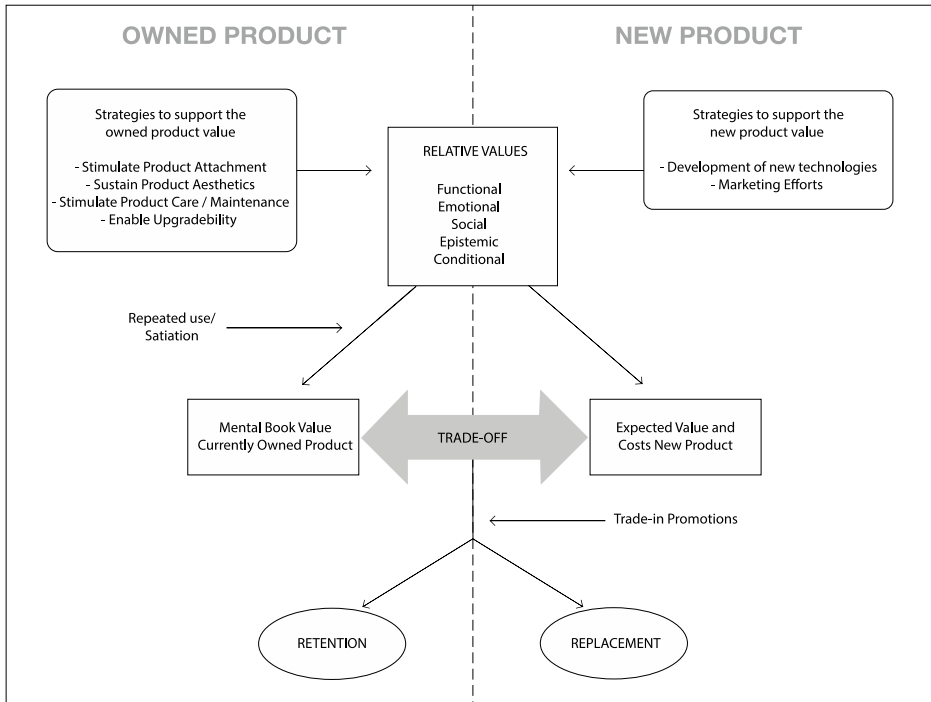 OWNED PRODUCT
NEW PRODUCT
Strategies to support the
owned product value
- Stimulate Product Attachment
- Sustain Product Aesthetics
- Stimulate Product Care / Maintenance
- Enable Upgradebility
RELATIVE VALUES
Functional
Emotional
Social
Epistemic
Conditional
Strategies to support the
new product value
- Development of new technologies
- Marketing Efforts
Repeated use/
Satiation
Mental Book Value
Currently Owned Product
TRADE-OFF
Expected Value and
Costs New Product
Trade-in Promotions
RETENTION
REPLACEMENT